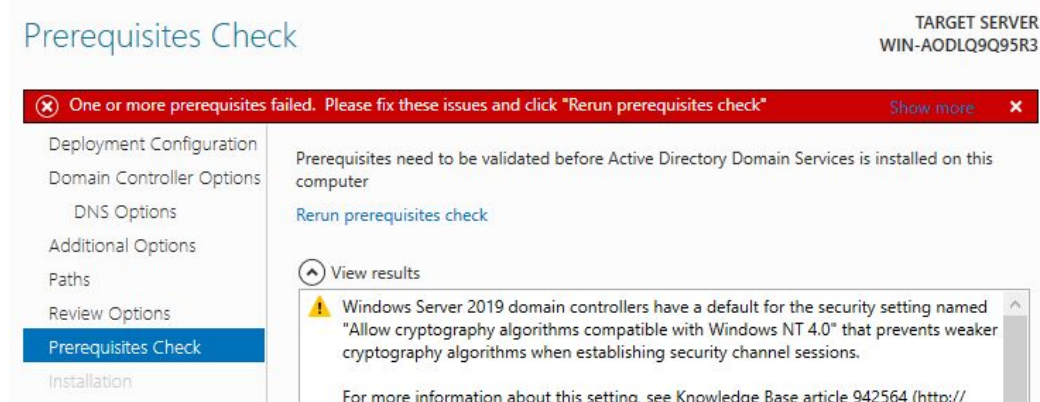 Prerequisites Check
TARGET SERVER
WIN-AODLQ9Q95R3
One or more prerequisites failed. Please fix these issues and click "Rerun prerequisites check"
Show more
Deployment Configuration
Domain Controller Options
DNS Options
Additional Options
Paths
Review Options
Prerequisites Check
Installation
Prerequisites need to be validated before Active Directory Domain Services is installed on this
computer
Rerun prerequisites check
View results
Windows Server 2019 domain controllers have a default for the security setting named
"Allow cryptography algorithms compatible with Windows NT 4.0" that prevents weaker
cryptography algorithms when establishing security channel sessions.
For more information about this setting, see Knowledge Base article 942564 (http://